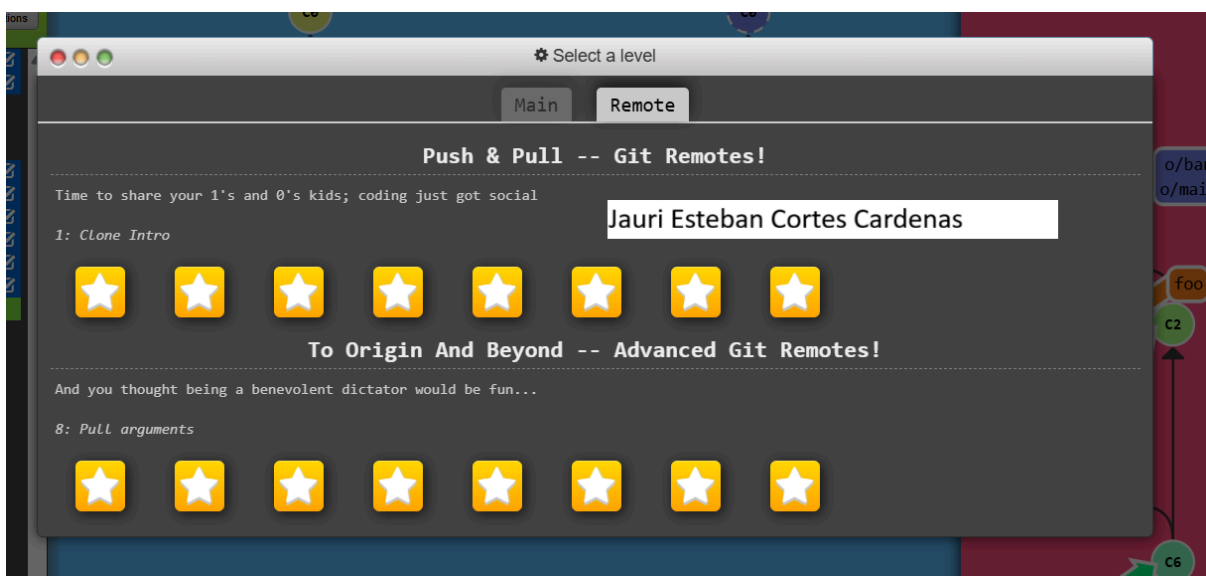 Select a level
Main
Remote
Push & Pull -- Git Remotes!
Time to share your 1's and 0's kids; coding just got social
Jauri Esteban Cortes Cardenas
1: Clone Intro
To Origin And Beyond -- Advanced Git Remotes!
And you thought being a benevolent dictator would be fun...
8: Pull arguments
foo
C2
C6